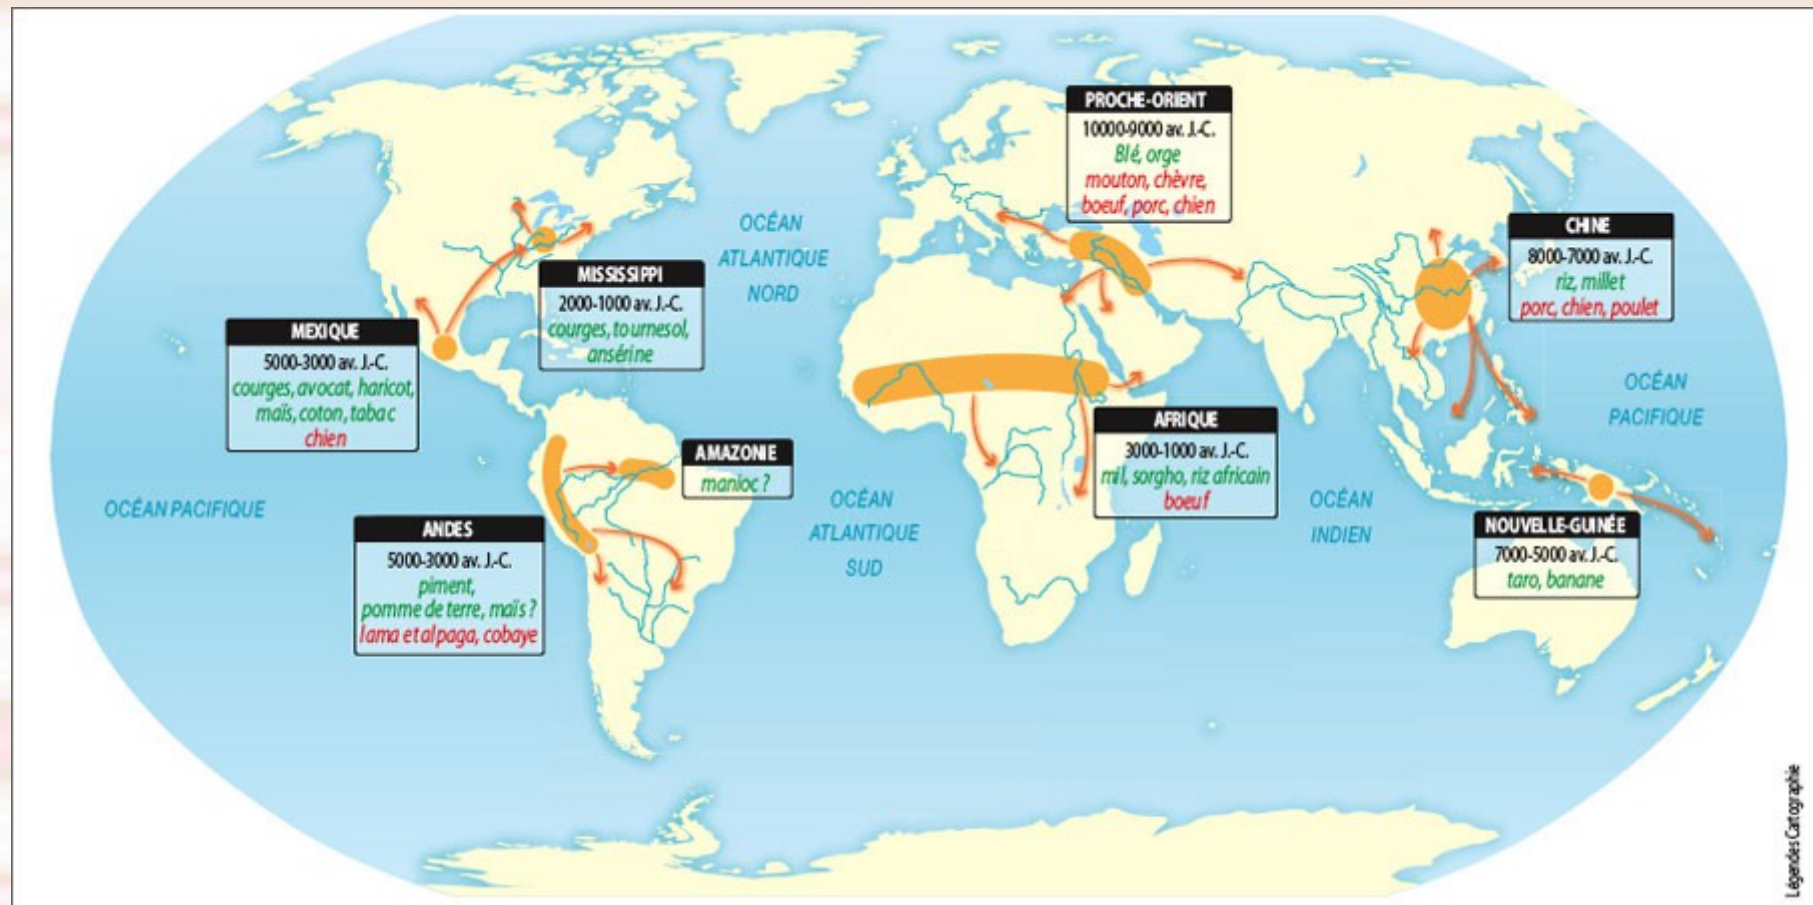 PROCHE-ORIENT
10000-9000 av. J.-C.
Blé, orge
mouton, chèvre,
boeuf, porc, chien
CHINE
8000-7000 av. J.-C.
riz, millet
porc, chien, poulet
OCÉAN
ATLANTIQUE
NORD
MISSISSIPPI
2000-1000 av. J.-C.
courges, tournesol,
ansérine
MEXIQUE
5000-3000 av. J.-C.
courges, avocat, haricot,
maïs, coton, tabac
chien
OCÉAN
PACIFIQUE
AFRIQUE
3000-1000 av. J.-C.
mil, sorgho, riz africain
boeuf
AMAZONIE
manioc ?
OCÉAN PACIFIQUE
OCÉAN
ATLANTIQUE
SUD
OCÉAN
INDIEN
ANDES
5000-3000 av. J.-C.
piment,
pomme de terre, maïs ?
lama et alpaga, cobaye
NOUVELLE-GUINÉE
7000-5000 av. J.-C.
taro, banane
Légendes Cartographie